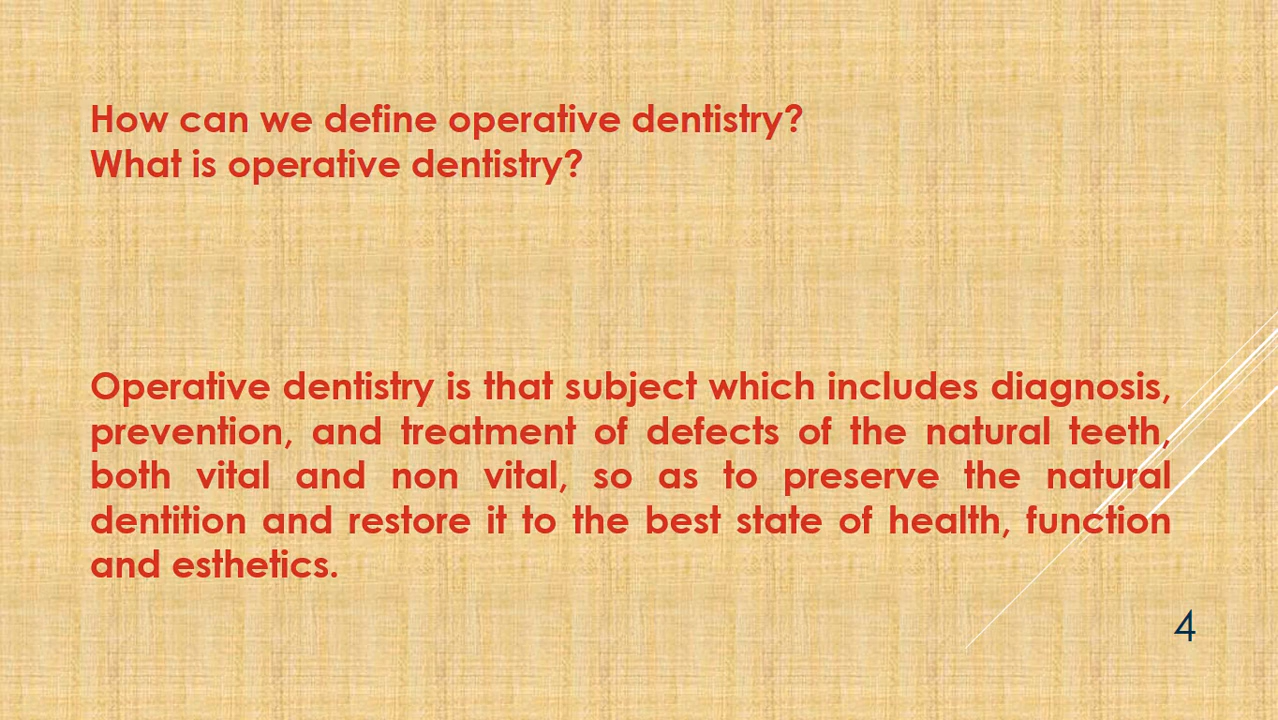 How can we define operative dentistry?
What is operative dentistry?
Operative dentistry is that subject which includes diagnosis,
prevention, and treatment of defects of the natural teeth,
both vital and non vital, so as to preserve the natural
dentition and restore it to the best state of health, function
and esthetics.
4